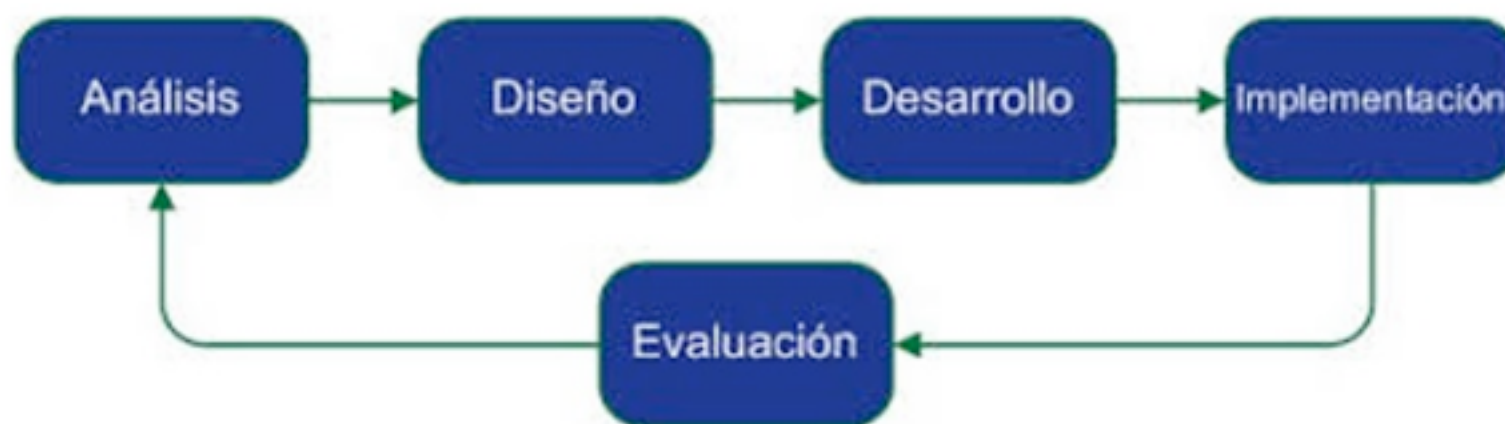 Análisis
Diseño
Desarrollo
Implementación
Evaluación